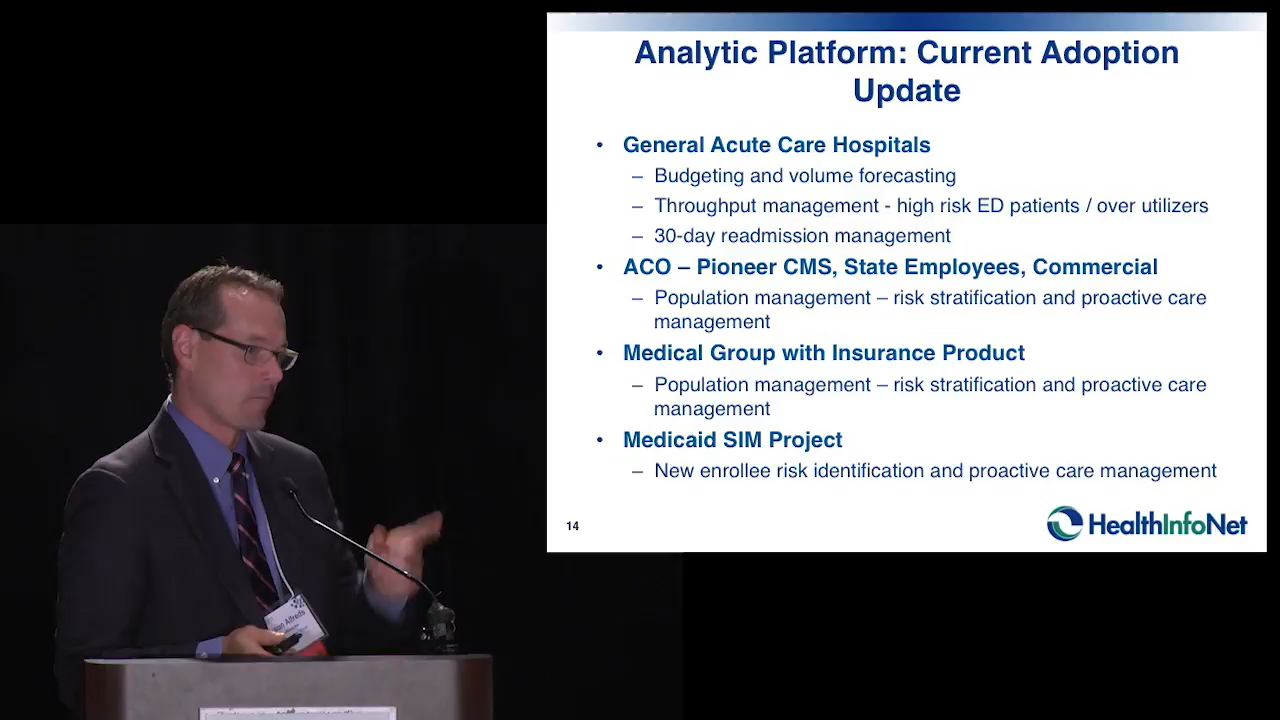 Analytic Platform: Current Adoption
Update
• General Acute Care Hospitals
– Budgeting and volume forecasting
– Throughput management - high risk ED patients / over utilizers
– 30-day readmission management
• ACO – Pioneer CMS, State Employees, Commercial
– Population management – risk stratification and proactive care
management
• Medical Group with Insurance Product
– Population management – risk stratification and proactive care
management
• Medicaid SIM Project
– New enrollee risk identification and proactive care management
14
HealthInfoNet